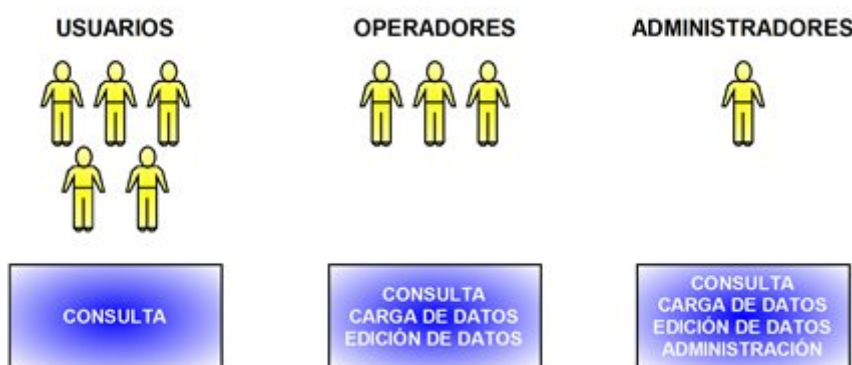 USUARIOS
OPERADORES
ADMINISTRADORES
CONSULTA
CONSULTA
CARGA DE DATOS
EDICIÓN DE DATOS
CONSULTA
CARGA DE DATOS
EDICIÓN DE DATOS
ADMINISTRACIÓN